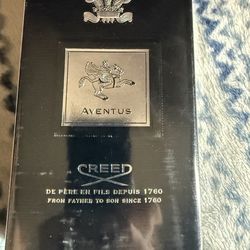 AVENTUS
CREED
DE PÈRE EN FILS DEPUIS 1760
FROM FATHER TO SON SINCE 1760